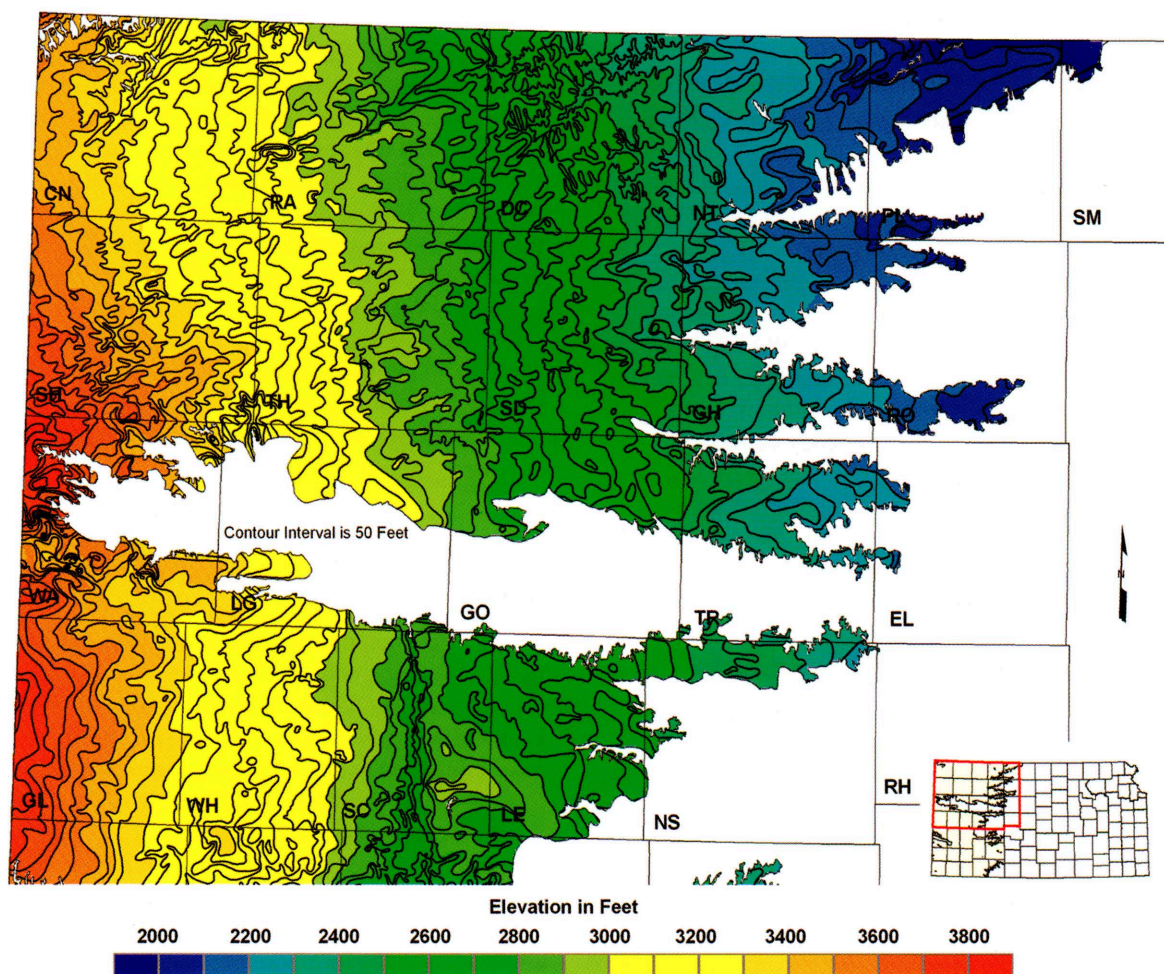 CN
RA
DC
NT
PL
SM
SH
TH
SD
GH
RO
Contour Interval is 50 Feet
N
WA
LG
GO
TR
EL
GL
WH
SC
LE
NS
RH
Elevation in Feet
2000 2200 2400 2600 2800 3000 3200 3400 3600 3800